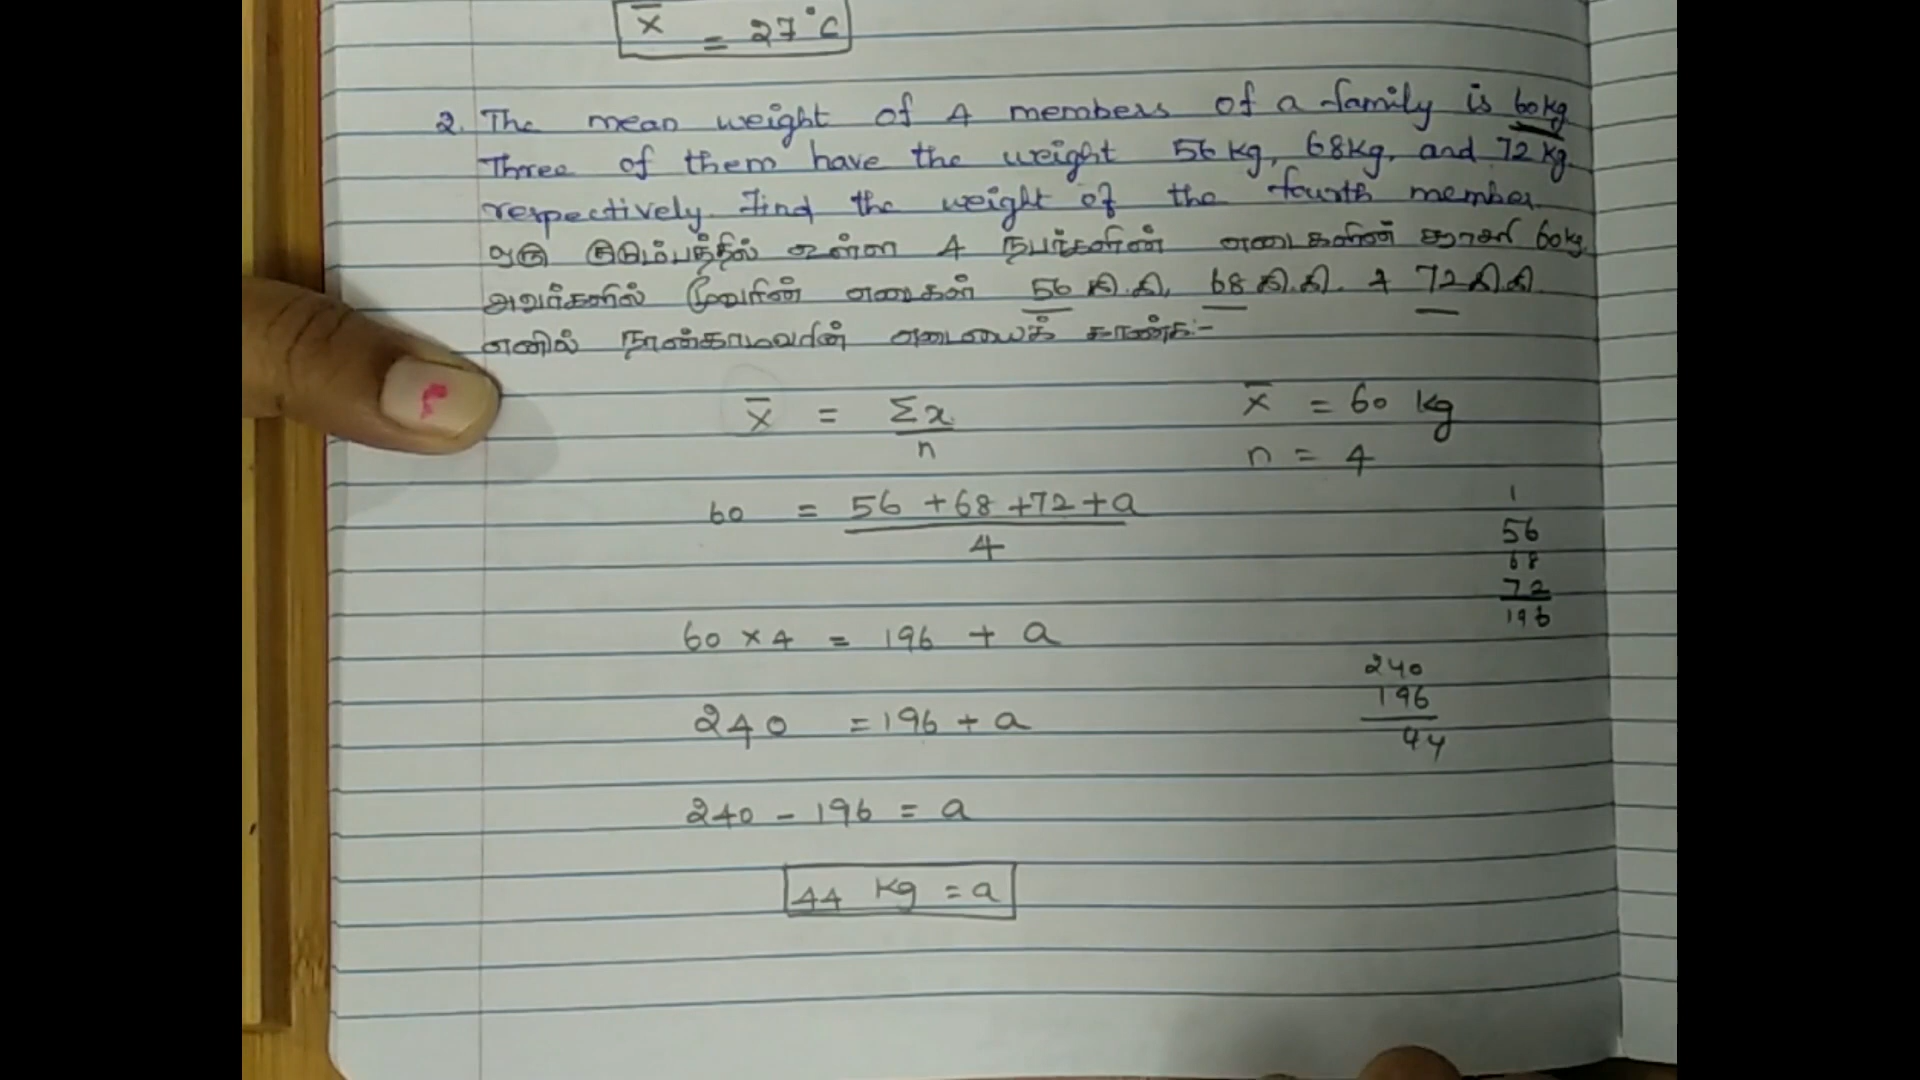 x̄ = 27°C
2. The mean weight of 4 members of a family is 60kg.
Three of them have the weight 56kg, 68kg, and 72kg.
respectively. Find the weight of the fourth member.
ஒரு குடும்பத்தில் உள்ள 4 நபர்களின் எடைகளின் சராசரி 60kg.
அவர்களில் மூவரின் எடைகள் 56 கி.கி, 68 கி.கி. + 72 கி.கி.
எனில் நான்காமவரின் எடையைக் காண்க:-
x̄ = Σx / n
x̄ = 60 kg
n = 4
60 = 56 + 68 + 72 + a / 4
1
56
68
72
196
60 × 4 = 196 + a
240
196
44
240 = 196 + a
240 - 196 = a
44 kg = a